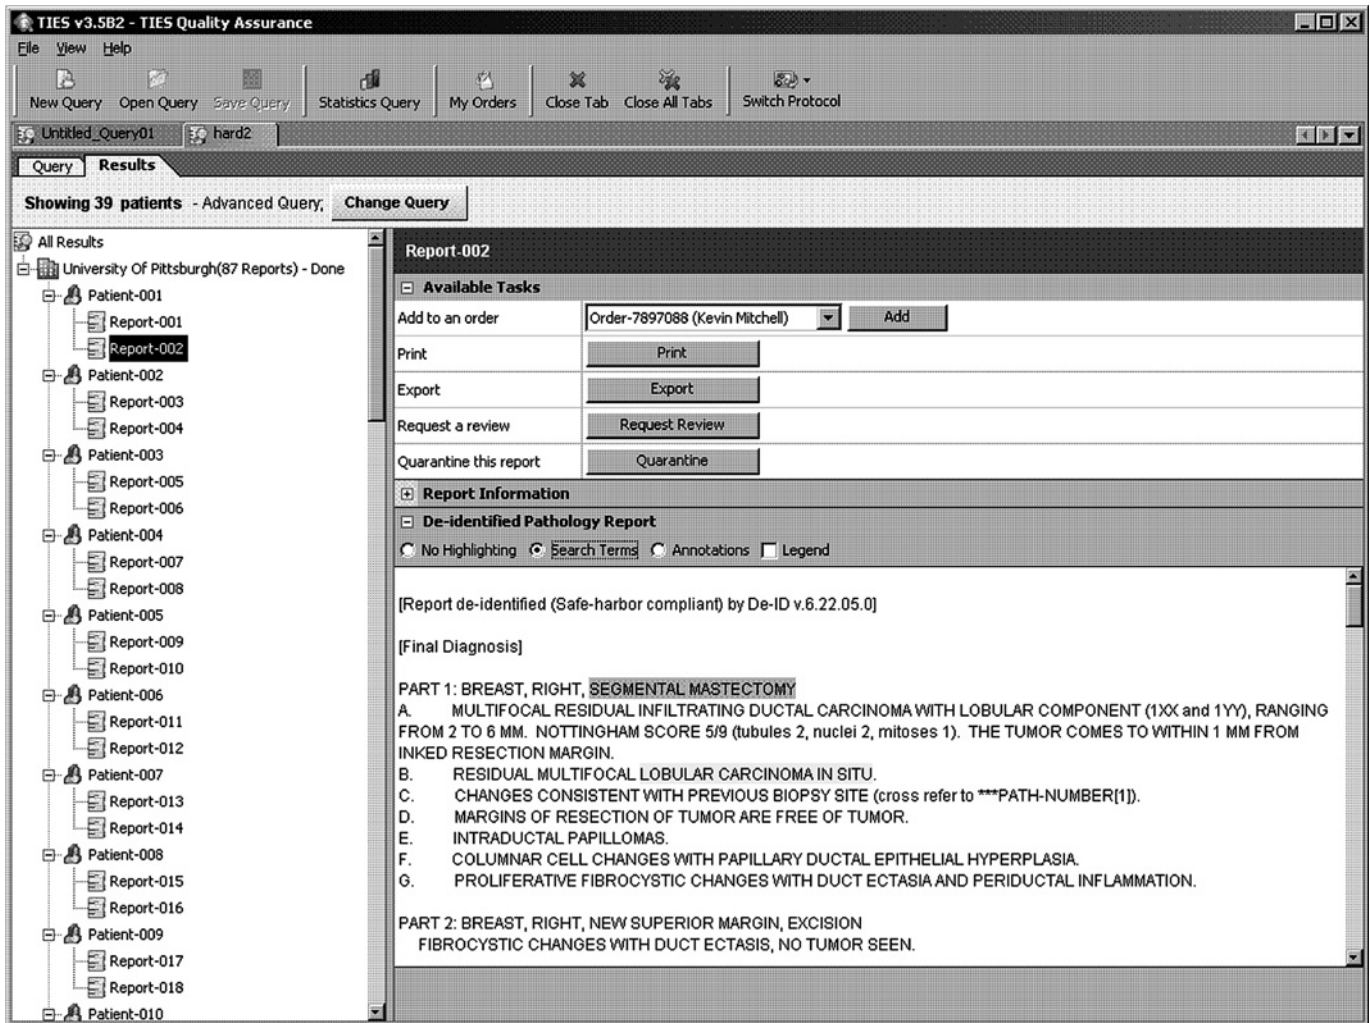 TIES v3.5B2 - TIES Quality Assurance
File View Help
New Query Open Query Save Query Statistics Query My Orders Close Tab Close All Tabs Switch Protocol
Untitled_Query01 hard2
Query Results
Showing 39 patients - Advanced Query; Change Query
All Results
University Of Pittsburgh(87 Reports) - Done
Patient-001
Report-001
Report-002
Patient-002
Report-003
Report-004
Patient-003
Report-005
Report-006
Patient-004
Report-007
Report-008
Patient-005
Report-009
Report-010
Patient-006
Report-011
Report-012
Patient-007
Report-013
Report-014
Patient-008
Report-015
Report-016
Patient-009
Report-017
Report-018
Patient-010
Report-002
Available Tasks
Add to an order Order-7897088 (Kevin Mitchell) Add
Print Print
Export Export
Request a review Request Review
Quarantine this report Quarantine
Report Information
De-identified Pathology Report
No Highlighting Search Terms Annotations Legend
[Report de-identified (Safe-harbor compliant) by De-ID v.6.22.05.0]
[Final Diagnosis]
PART 1: BREAST, RIGHT, SEGMENTAL MASTECTOMY
A. MULTIFOCAL RESIDUAL INFILTRATING DUCTAL CARCINOMA WITH LOBULAR COMPONENT (1XX and 1YY), RANGING
FROM 2 TO 6 MM. NOTTINGHAM SCORE 5/9 (tubules 2, nuclei 2, mitoses 1). THE TUMOR COMES TO WITHIN 1 MM FROM
INKED RESECTION MARGIN.
B. RESIDUAL MULTIFOCAL LOBULAR CARCINOMA IN SITU.
C. CHANGES CONSISTENT WITH PREVIOUS BIOPSY SITE (cross refer to ***PATH-NUMBER[1]).
D. MARGINS OF RESECTION OF TUMOR ARE FREE OF TUMOR.
E. INTRADUCTAL PAPILLOMAS.
F. COLUMNAR CELL CHANGES WITH PAPILLARY DUCTAL EPITHELIAL HYPERPLASIA.
G. PROLIFERATIVE FIBROCYSTIC CHANGES WITH DUCT ECTASIA AND PERIDUCTAL INFLAMMATION.
PART 2: BREAST, RIGHT, NEW SUPERIOR MARGIN, EXCISION
FIBROCYSTIC CHANGES WITH DUCT ECTASIS, NO TUMOR SEEN.